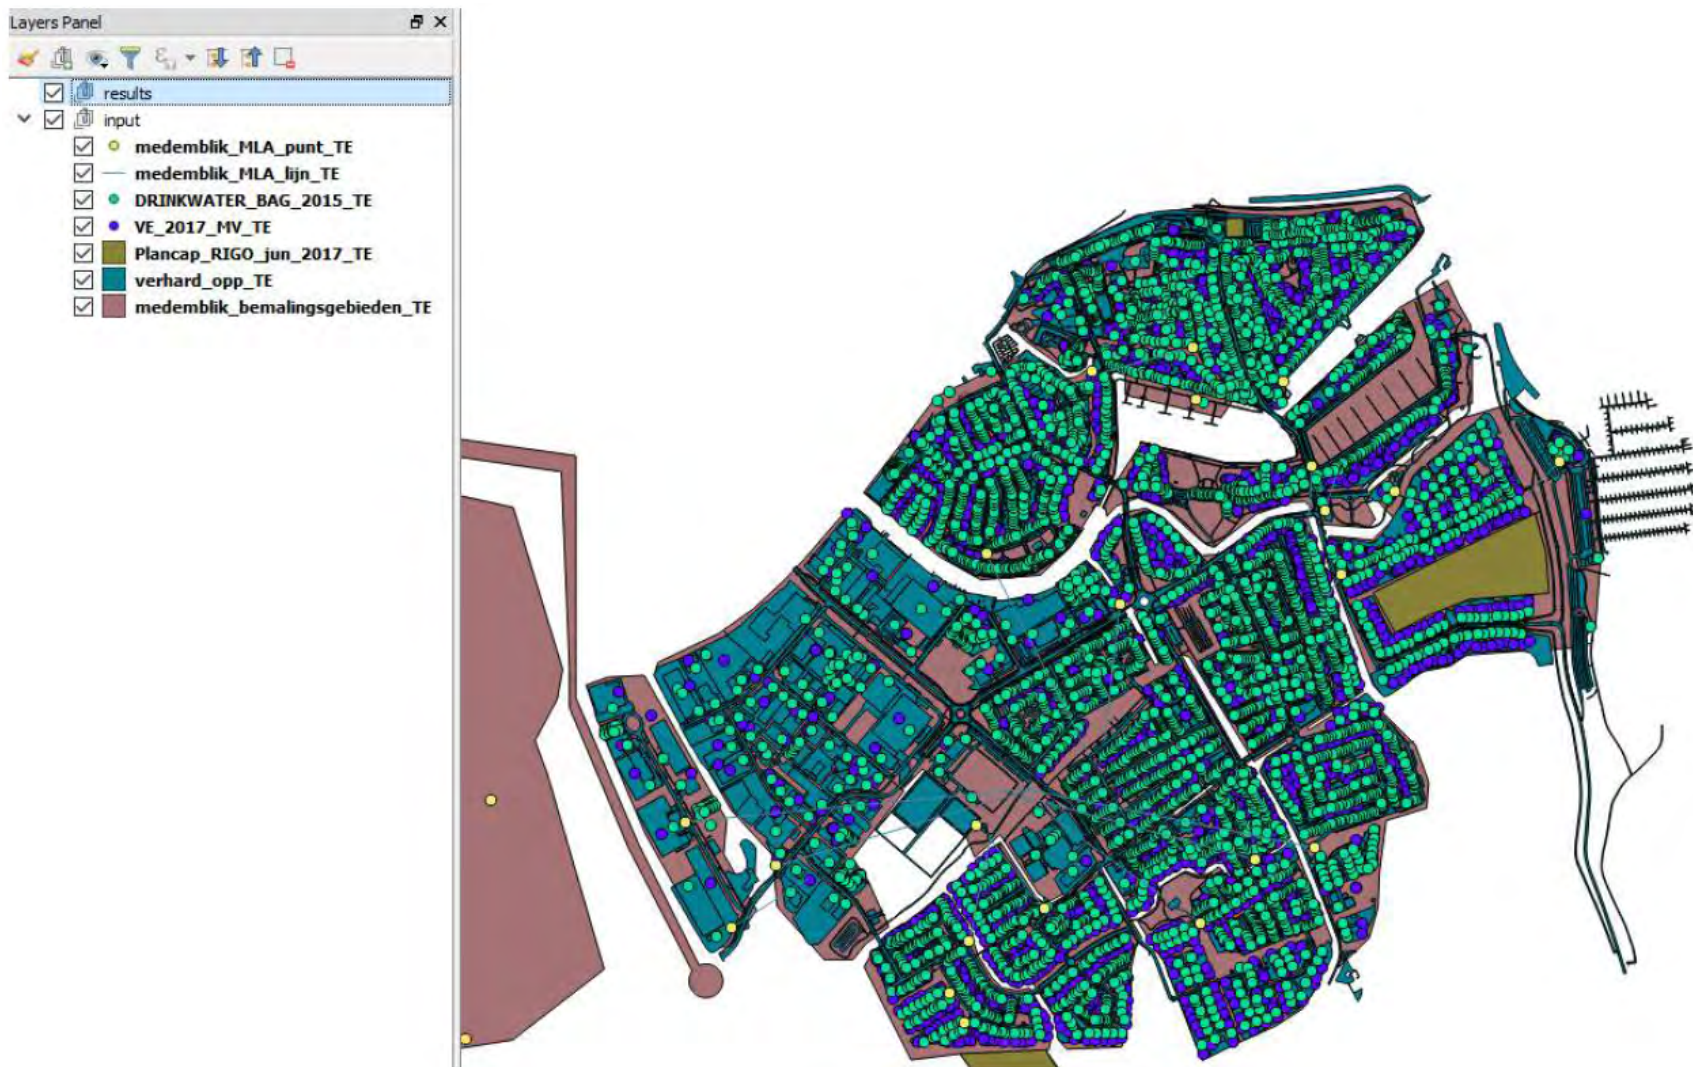 Layers Panel
results
input
medemblik_MLA_punt_TE
medemblik_MLA_lijn_TE
DRINKWATER_BAG_2015_TE
VE_2017_MV_TE
Plancap_RIGO_jun_2017_TE
verhard_opp_TE
medemblik_bemalingsgebieden_TE